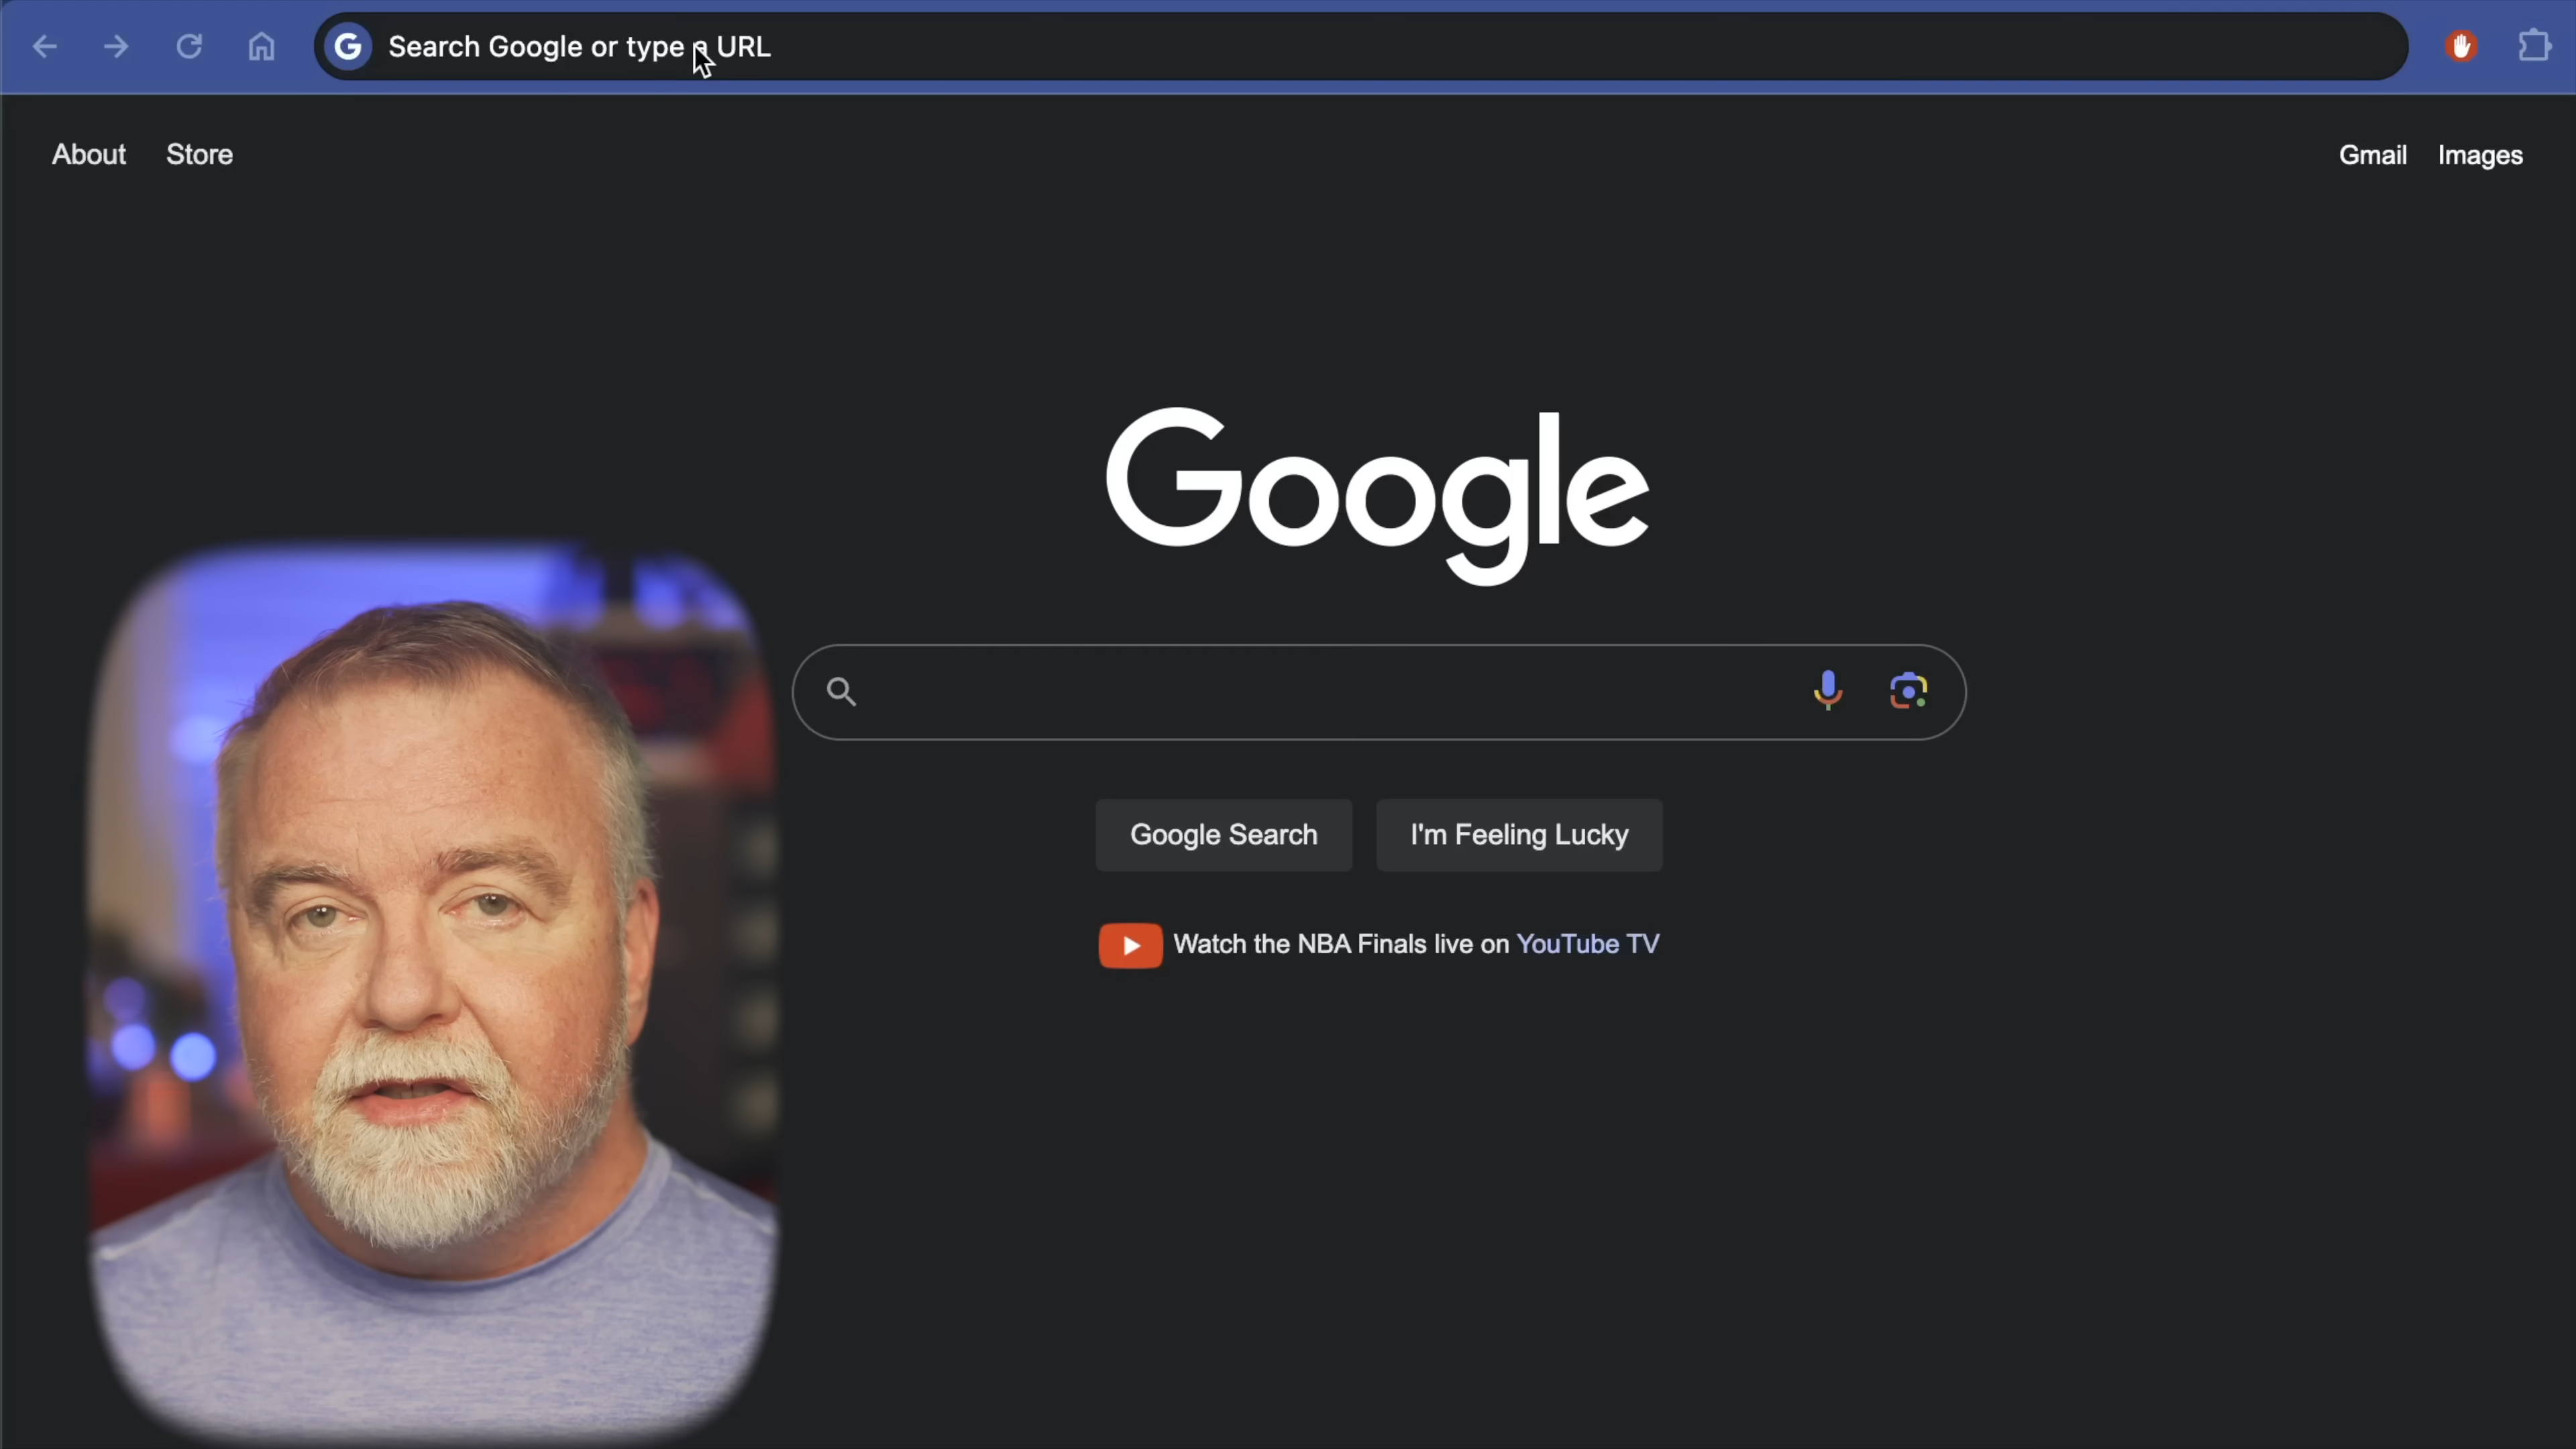 Search Google or type a URL
About Store
Gmail Images
Google
Google Search I'm Feeling Lucky
Watch the NBA Finals live on YouTube TV